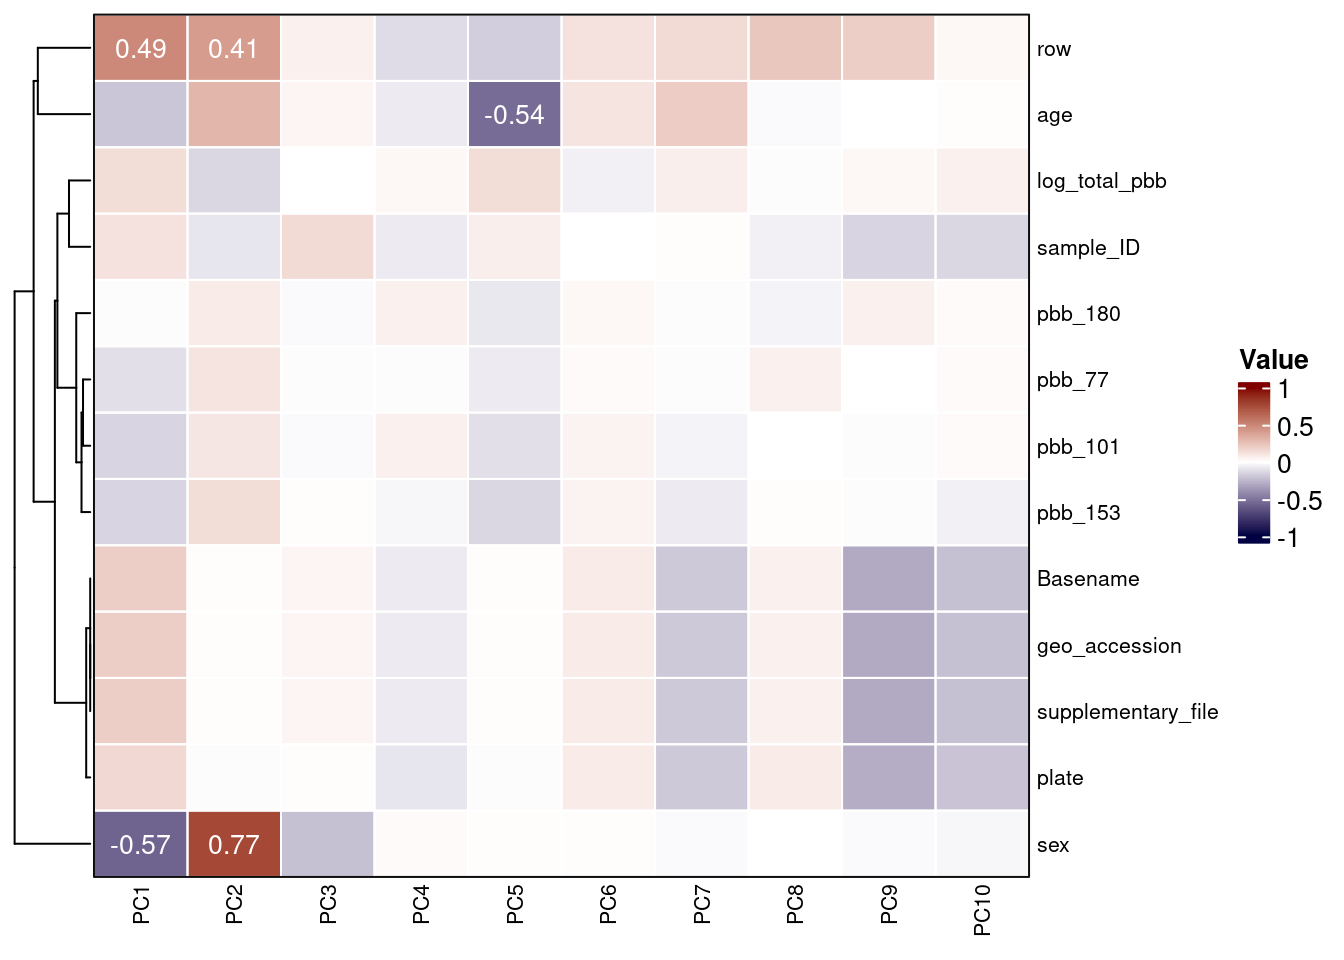 0.49 0.41 row
-0.54 age
log_total_pbb
sample_ID
pbb_180
pbb_77
pbb_101
pbb_153
Basename
geo_accession
supplementary_file
plate
-0.57 0.77 sex
PC1 PC2 PC3 PC4 PC5 PC6 PC7 PC8 PC9 PC10
Value
1
0.5
0
-0.5
-1